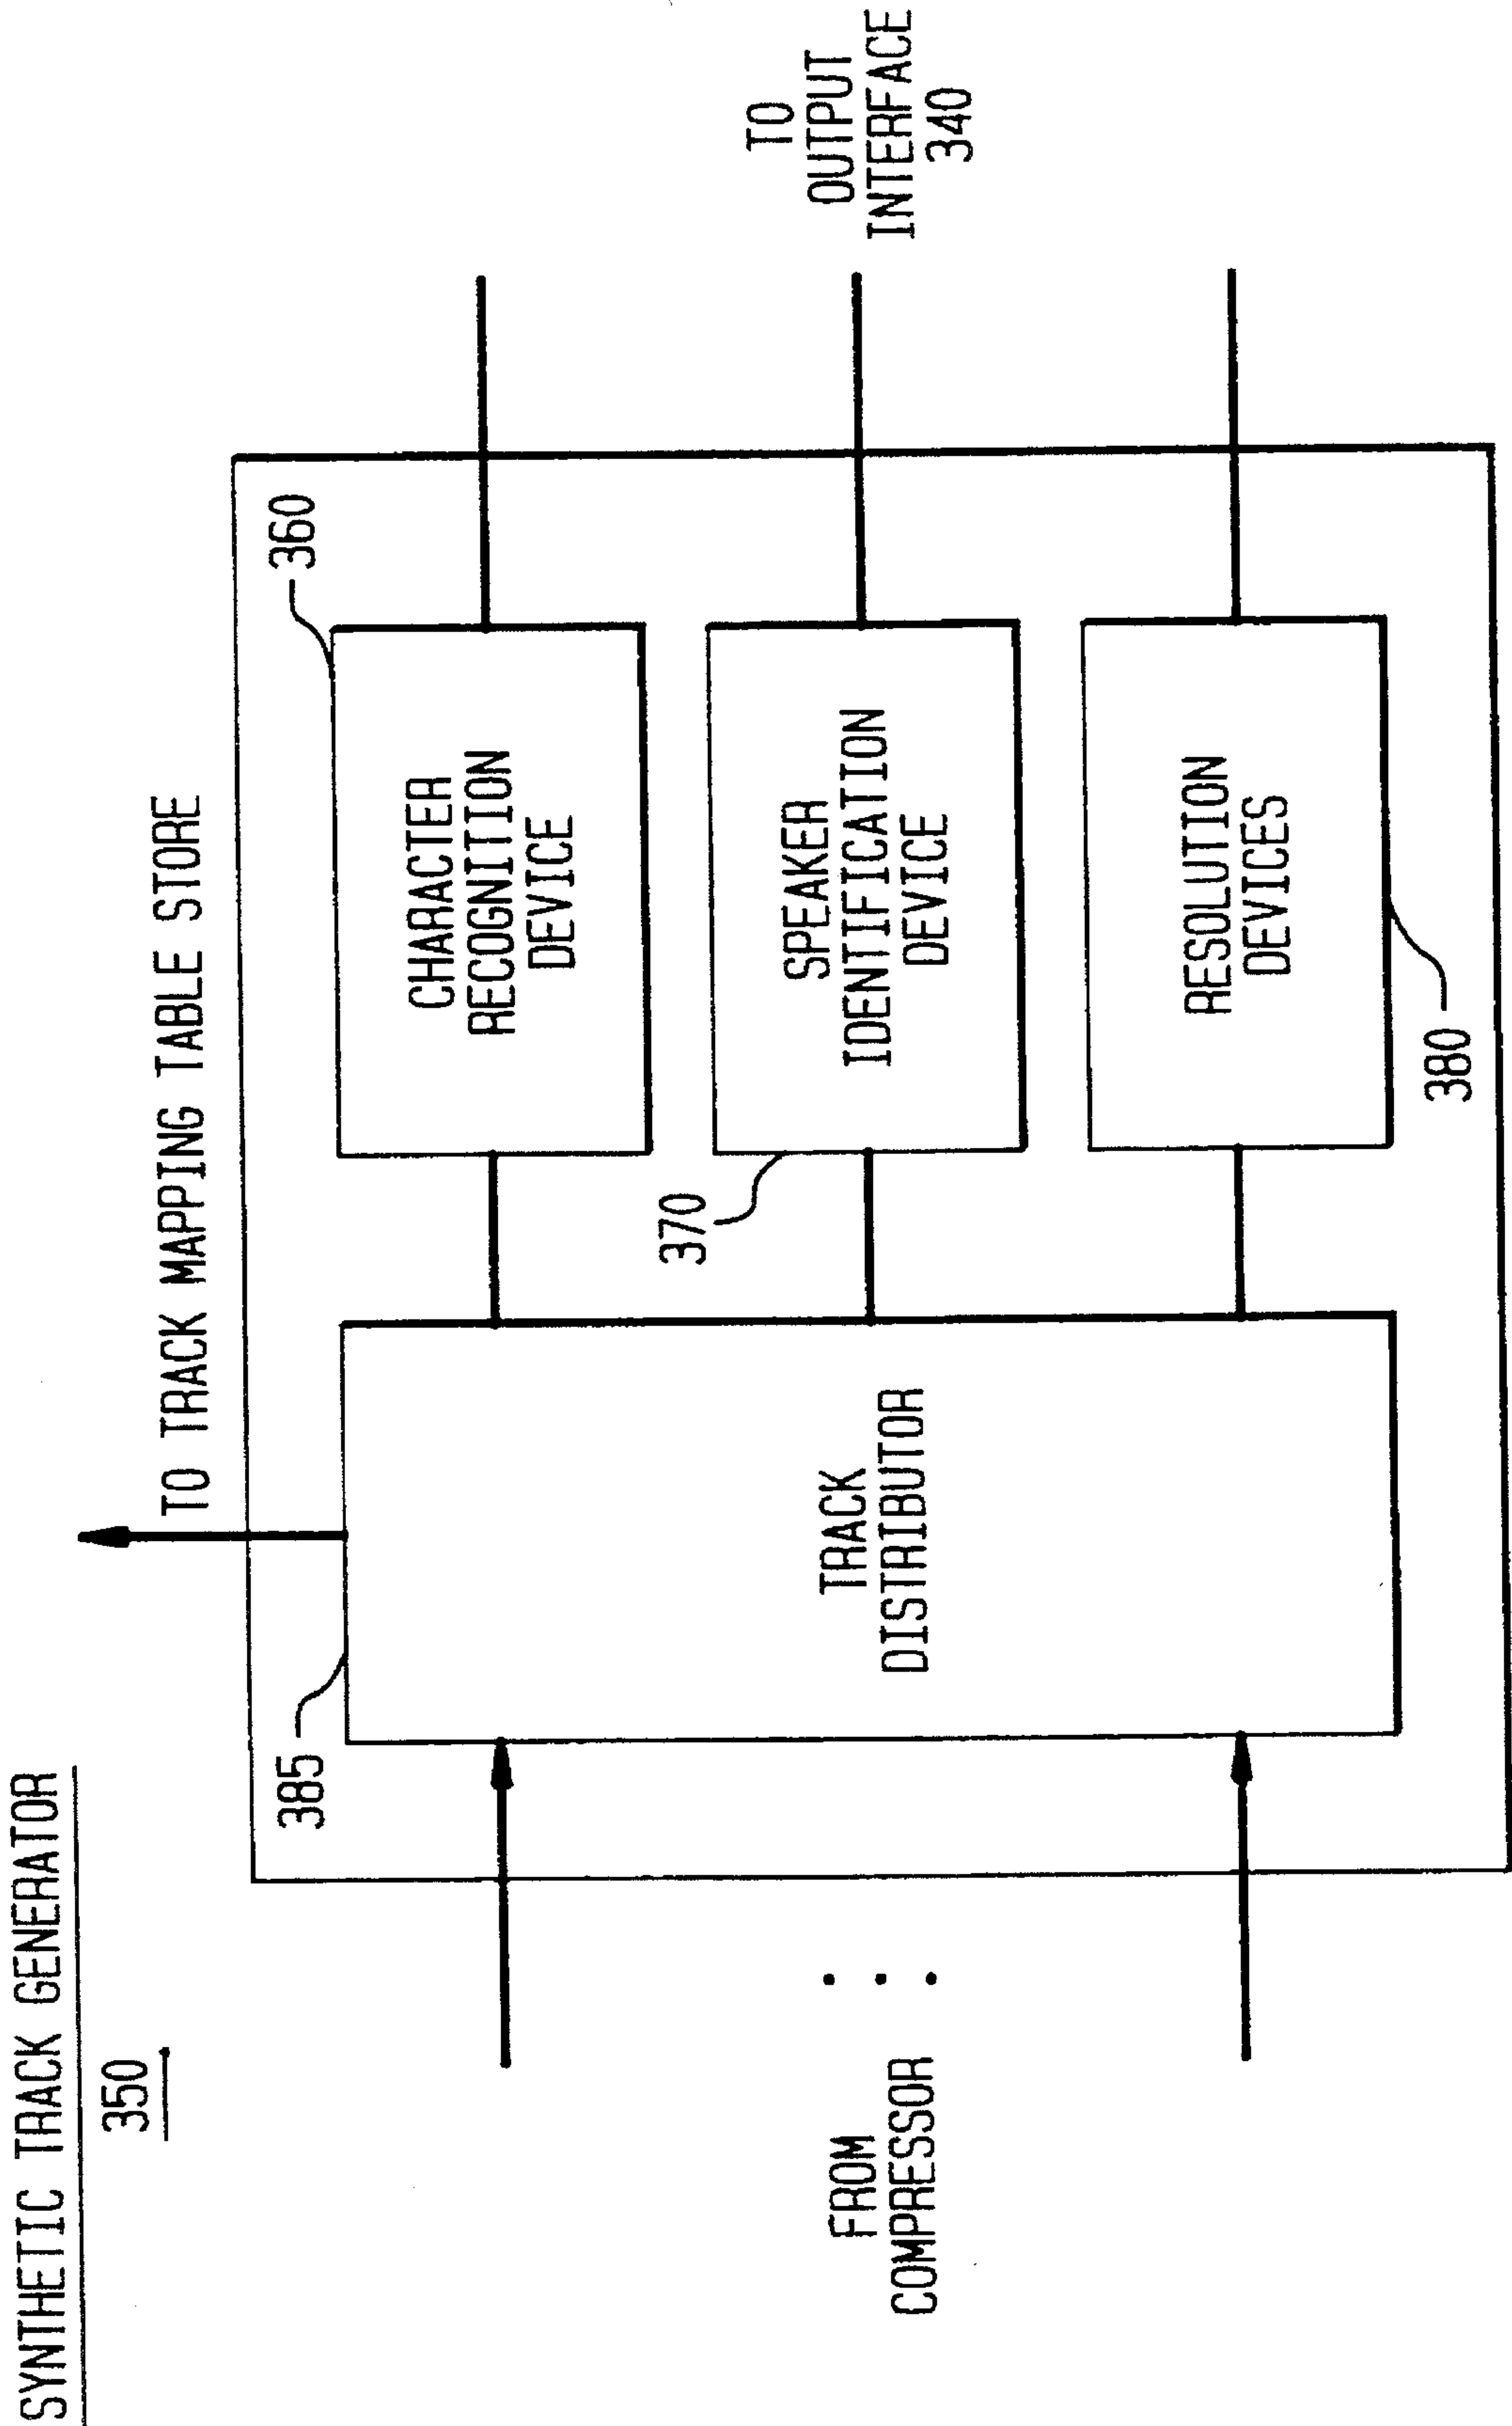 SYNTHETIC TRACK GENERATOR
350
TO TRACK MAPPING TABLE STORE
385
360
FROM
COMPRESSOR
TRACK
DISTRIBUTOR
CHARACTER
RECOGNITION
DEVICE
370
SPEAKER
IDENTIFICATION
DEVICE
RESOLUTION
DEVICES
380
TO
OUTPUT
INTERFACE
340